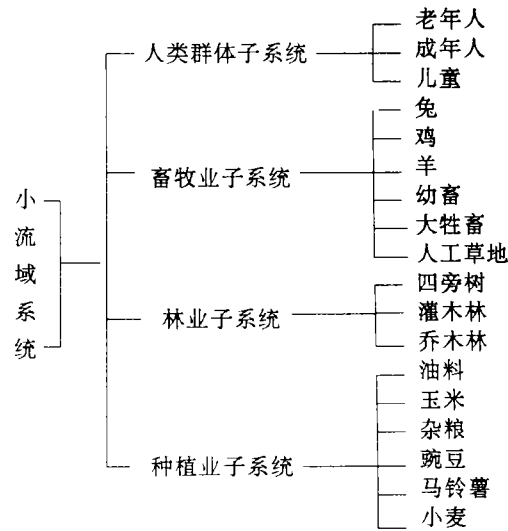 小流域系统
人类群体子系统
老年人
成年人
儿童
畜牧业子系统
兔
鸡
羊
幼畜
大牲畜
人工草地
林业子系统
四旁树
灌木林
乔木林
种植业子系统
油料
玉米
杂粮
豌豆
马铃薯
小麦